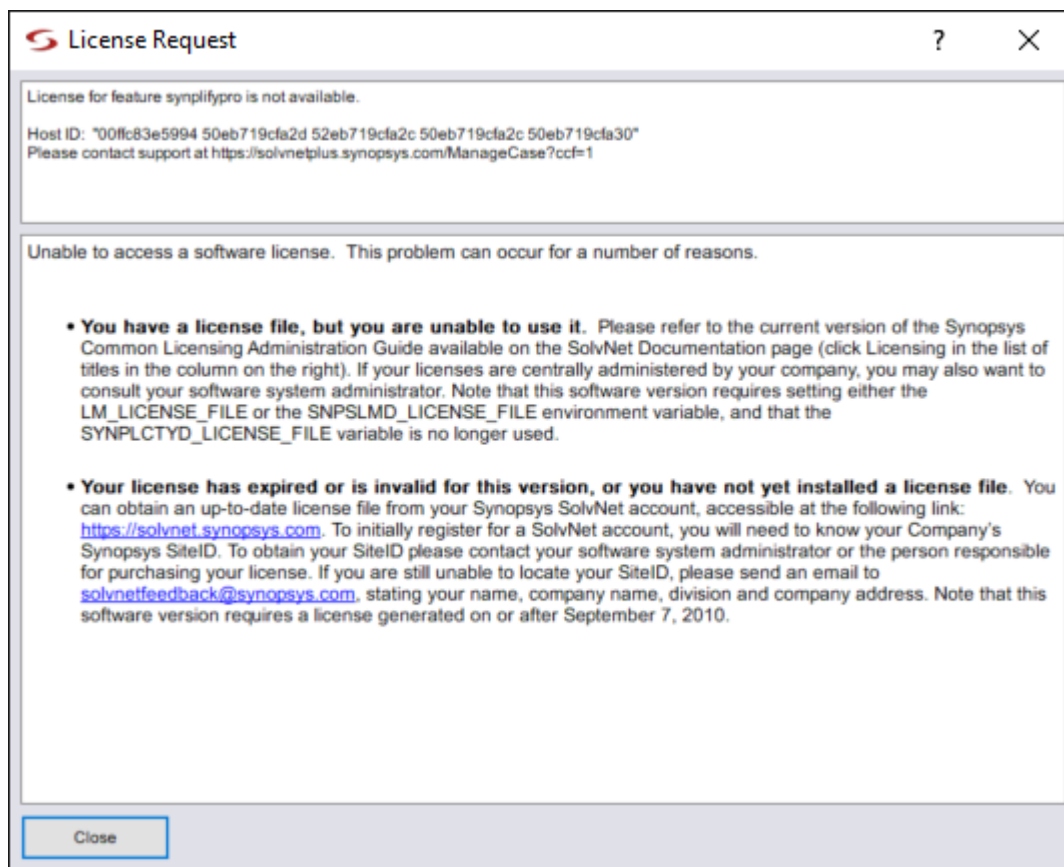 License Request
?
License for feature synplifypro is not available.
Host ID: "00ffc83e5994 50eb719cfa2d 52eb719cfa2c 50eb719cfa2c 50eb719cfa30"
Please contact support at https://solvnetplus.synopsys.com/ManageCase?ccf=1
Unable to access a software license. This problem can occur for a number of reasons.
• You have a license file, but you are unable to use it. Please refer to the current version of the Synopsys
Common Licensing Administration Guide available on the SolvNet Documentation page (click Licensing in the list of
titles in the column on the right). If your licenses are centrally administered by your company, you may also want to
consult your software system administrator. Note that this software version requires setting either the
LM_LICENSE_FILE or the SNPSLMD_LICENSE_FILE environment variable, and that the
SYNPLCTYD_LICENSE_FILE variable is no longer used.
• Your license has expired or is invalid for this version, or you have not yet installed a license file. You
can obtain an up-to-date license file from your Synopsys SolvNet account, accessible at the following link:
https://solvnet.synopsys.com. To initially register for a SolvNet account, you will need to know your Company's
Synopsys SiteID. To obtain your SiteID please contact your software system administrator or the person responsible
for purchasing your license. If you are still unable to locate your SiteID, please send an email to
solvnetfeedback@synopsys.com, stating your name, company name, division and company address. Note that this
software version requires a license generated on or after September 7, 2010.
Close